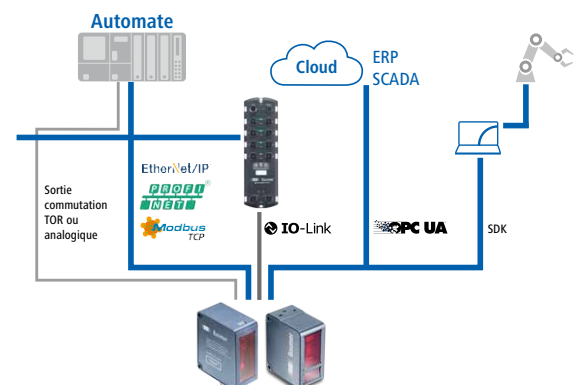 Automate
Cloud
ERP
SCADA
EtherNet/IP
PROFI
NET
Modbus
TCP
Sortie
commutation
TOR ou
analogique
IO-Link
OPC UA
SDK